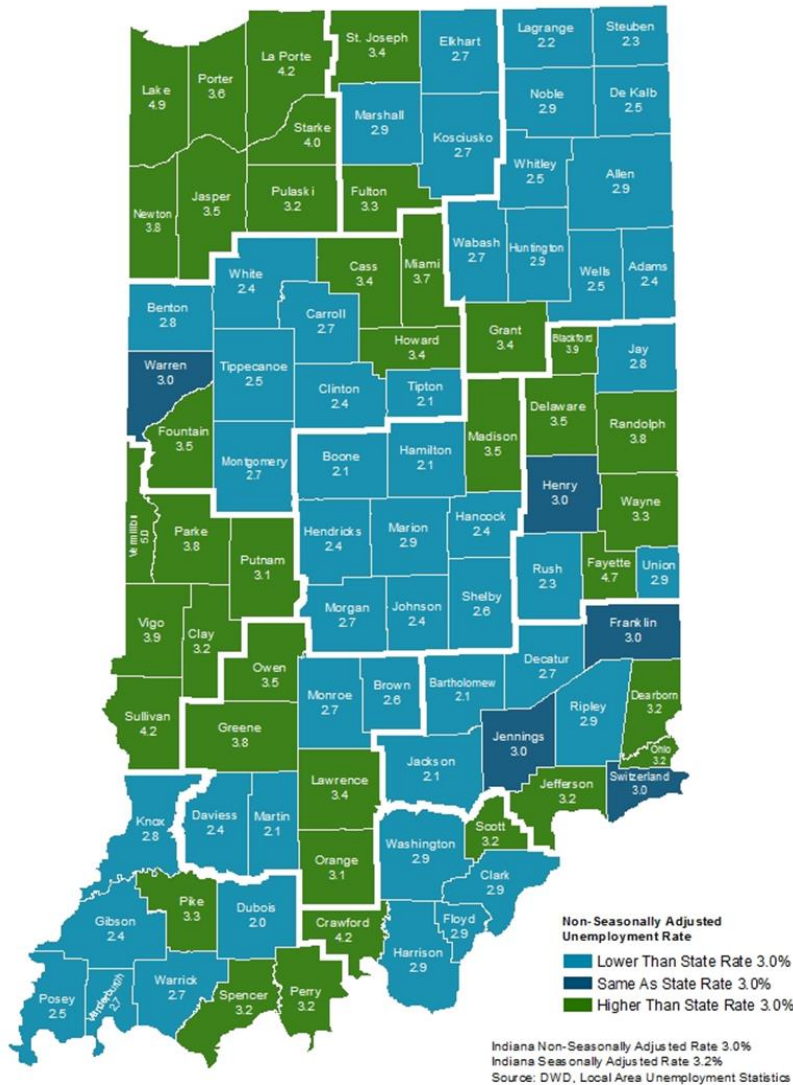 St. Joseph
3.4
Elkhart
2.7
Lagrange
2.2
Steuben
2.3
La Porte
4.2
Porter
3.6
Lake
4.9
Noble
2.9
De Kalb
2.5
Marshall
2.9
Starke
4.0
Kosciusko
2.7
Whitley
2.5
Allen
2.9
Newton
3.8
Jasper
3.5
Pulaski
3.2
Fulton
3.3
Wabash
2.7
Huntington
2.9
Wells
2.5
Adams
2.4
White
2.4
Cass
3.4
Miami
3.7
Benton
2.8
Carroll
2.7
Grant
3.4
Howard
3.4
Blackford
3.9
Jay
2.8
Warren
3.0
Tippecanoe
2.5
Clinton
2.4
Tipton
2.1
Delaware
3.5
Randolph
3.8
Fountain
3.5
Madison
3.5
Montgomery
2.7
Boone
2.1
Hamilton
2.1
Henry
3.0
Wayne
3.3
Vermillion
5.0
Parke
3.8
Putnam
3.1
Hendricks
2.4
Marion
2.9
Hancock
2.4
Rush
2.3
Fayette
4.7
Union
2.9
Vigo
3.9
Clay
3.2
Morgan
2.7
Johnson
2.4
Shelby
2.6
Franklin
3.0
Owen
3.5
Decatur
2.7
Monroe
2.7
Brown
2.6
Bartholomew
2.1
Dearborn
3.2
Ripley
2.9
Sullivan
4.2
Greene
3.8
Jennings
3.0
Ohio
3.2
Jackson
2.1
Switzerland
3.0
Lawrence
3.4
Jefferson
3.2
Knox
2.8
Daviess
2.4
Martin
2.1
Scott
3.2
Washington
2.9
Orange
3.1
Clark
2.9
Gibson
2.4
Pike
3.3
Dubois
2.0
Crawford
4.2
Floyd
2.9
Harrison
2.9
Posey
2.5
Vanderburgh
2.7
Warrick
2.7
Spencer
3.2
Perry
3.2
Non-Seasonally Adjusted
Unemployment Rate
Lower Than State Rate 3.0%
Same As State Rate 3.0%
Higher Than State Rate 3.0%
Indiana Non-Seasonally Adjusted Rate 3.0%
Indiana Seasonally Adjusted Rate 3.2%
Source: DWD, Local Area Unemployment Statistics